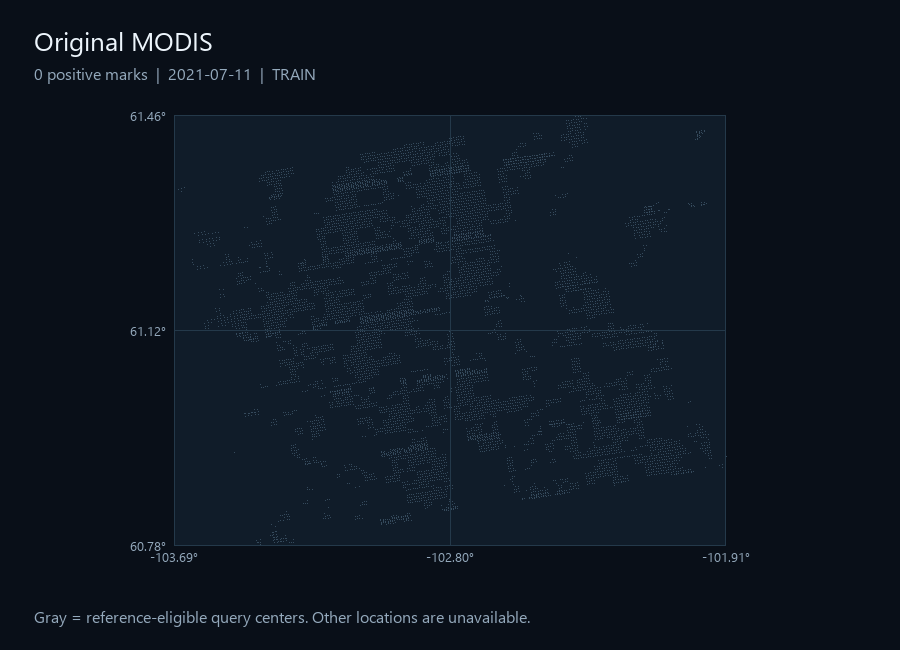 Original MODIS
0 positive marks | 2021-07-11 | TRAIN
61.46°
61.12°
60.78°
-103.69°
-102.80°
-101.91°
Gray = reference-eligible query centers. Other locations are unavailable.